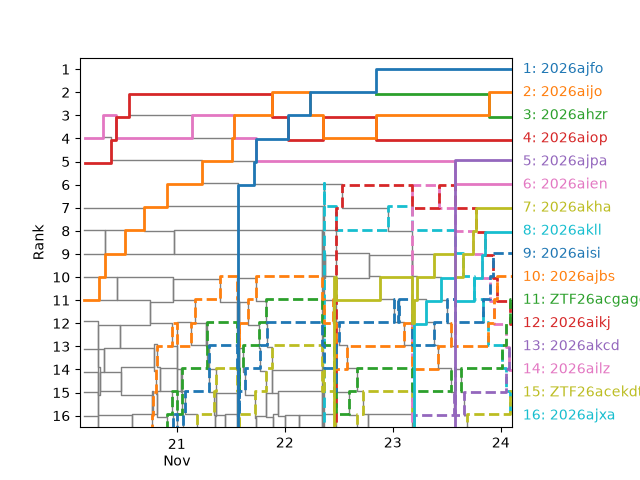 1
2
3
4
5
6
7
8
9
10
11
12
13
14
15
16
Rank
21
22
23
24
Nov
1: 2026ajfo
2: 2026aijo
3: 2026ahzr
4: 2026aiop
5: 2026ajpa
6: 2026aien
7: 2026akha
8: 2026akll
9: 2026aisi
10: 2026ajbs
11: ZTF26acgag
12: 2026aikj
13: 2026akcd
14: 2026ailz
15: ZTF26acekdt
16: 2026ajxa